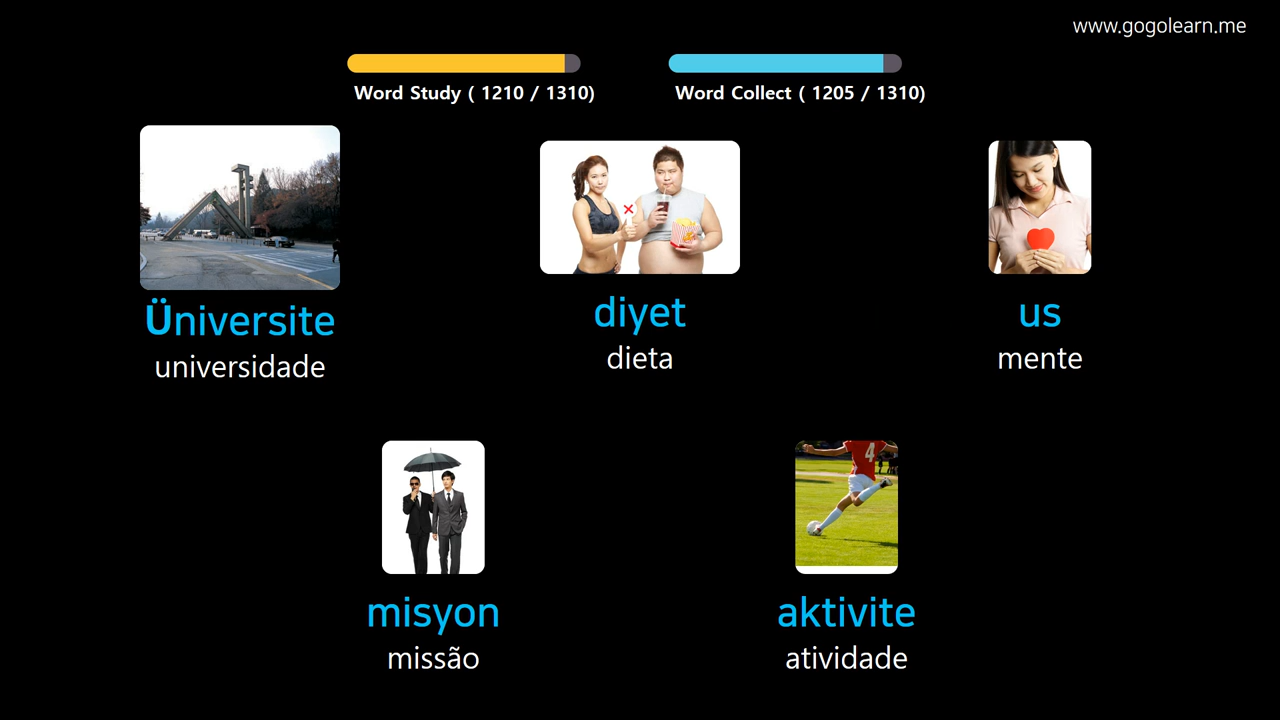 www.gogolearn.me
Word Study ( 1210 / 1310)
Word Collect ( 1205 / 1310)
Üniversite
universidade
diyet
dieta
us
mente
4
misyon
missão
aktivite
atividade